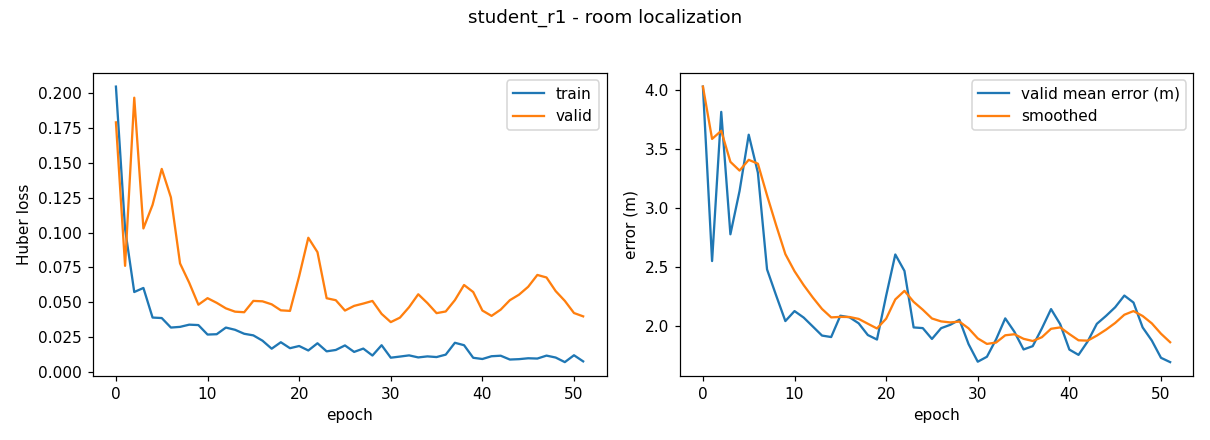 student_r1 - room localization
0.200
0.175
0.150
0.125
0.100
0.075
0.050
0.025
0.000
Huber loss
train
valid
0
10
20
30
40
50
epoch
4.0
3.5
3.0
2.5
2.0
error (m)
valid mean error (m)
smoothed
0
10
20
30
40
50
epoch